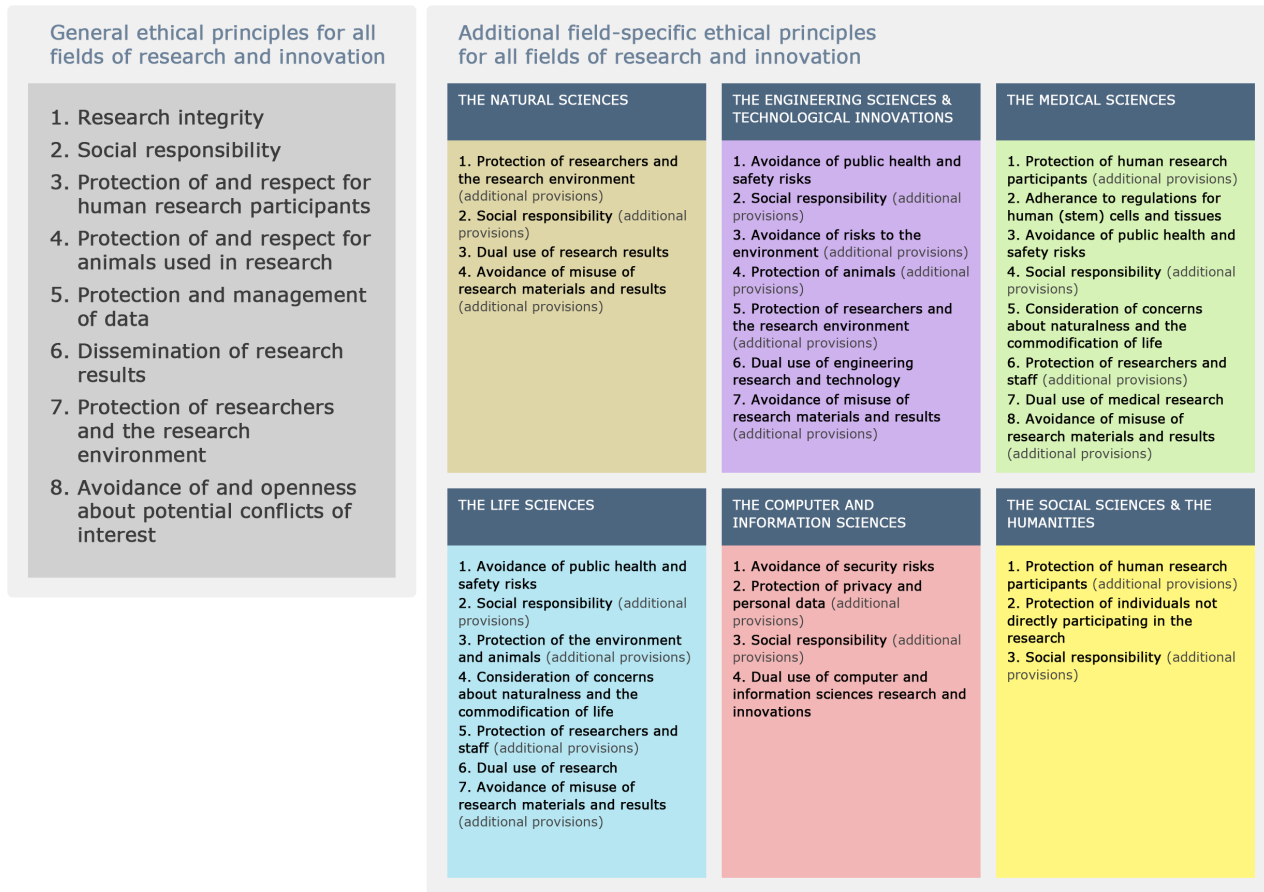 General ethical principles for all
fields of research and innovation
1. Research integrity
2. Social responsibility
3. Protection of and respect for
human research participants
4. Protection of and respect for
animals used in research
5. Protection and management
of data
6. Dissemination of research
results
7. Protection of researchers
and the research
environment
8. Avoidance of and openness
about potential conflicts of
interest
Additional field-specific ethical principles
for all fields of research and innovation
THE NATURAL SCIENCES
1. Protection of researchers and
the research environment
(additional provisions)
2. Social responsibility (additional
provisions)
3. Dual use of research results
4. Avoidance of misuse of
research materials and results
(additional provisions)
THE ENGINEERING SCIENCES &
TECHNOLOGICAL INNOVATIONS
1. Avoidance of public health and
safety risks
2. Social responsibility (additional
provisions)
3. Avoidance of risks to the
environment (additional provisions)
4. Protection of animals (additional
provisions)
5. Protection of researchers and
the research environment
(additional provisions)
6. Dual use of engineering
research and technology
7. Avoidance of misuse of
research materials and results
(additional provisions)
THE MEDICAL SCIENCES
1. Protection of human research
participants (additional provisions)
2. Adherence to regulations for
human (stem) cells and tissues
3. Avoidance of public health and
safety risks
4. Social responsibility (additional
provisions)
5. Consideration of concerns
about naturalness and the
commodification of life
6. Protection of researchers and
staff (additional provisions)
7. Dual use of medical research
8. Avoidance of misuse of
research materials and results
(additional provisions)
THE LIFE SCIENCES
1. Avoidance of public health and
safety risks
2. Social responsibility (additional
provisions)
3. Protection of the environment
and animals (additional provisions)
4. Consideration of concerns
about naturalness and the
commodification of life
5. Protection of researchers and
staff (additional provisions)
6. Dual use of research
7. Avoidance of misuse of
research materials and results
(additional provisions)
THE COMPUTER AND
INFORMATION SCIENCES
1. Avoidance of security risks
2. Protection of privacy and
personal data (additional
provisions)
3. Social responsibility (additional
provisions)
4. Dual use of computer and
information sciences research and
innovations
THE SOCIAL SCIENCES & THE
HUMANITIES
1. Protection of human research
participants (additional provisions)
2. Protection of individuals not
directly participating in the
research
3. Social responsibility (additional
provisions)